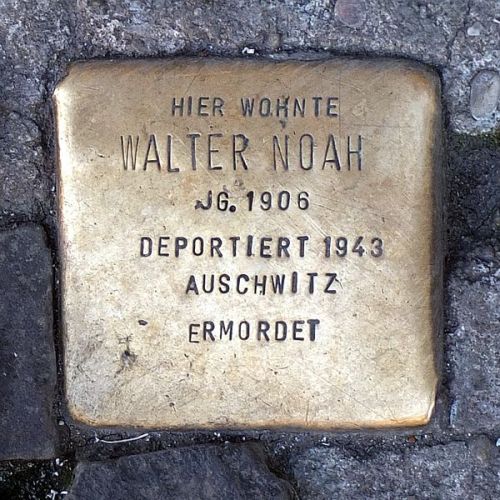 HIER WOHNTE
WALTER NOAH
JG. 1906
DEPORTIERT 1943
AUSCHWITZ
ERMORDET